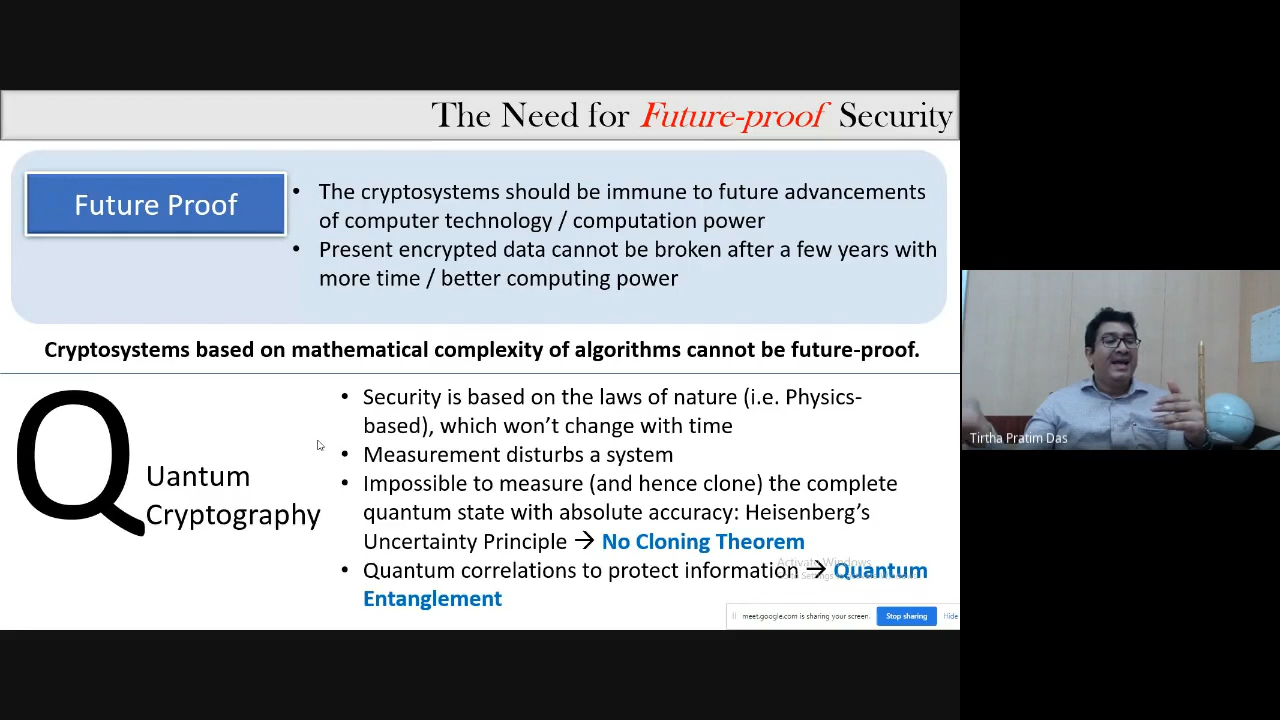 The Need for Future-proof Security
Future Proof
• The cryptosystems should be immune to future advancements
of computer technology / computation power
• Present encrypted data cannot be broken after a few years with
more time / better computing power
Cryptosystems based on mathematical complexity of algorithms cannot be future-proof.
Q
Uantum
Cryptography
• Security is based on the laws of nature (i.e. Physics-
based), which won't change with time
• Measurement disturbs a system
• Impossible to measure (and hence clone) the complete
quantum state with absolute accuracy: Heisenberg's
Uncertainty Principle → No Cloning Theorem
• Quantum correlations to protect information → Quantum
Entanglement
Activate Windows
meet.google.com is sharing your screen.
Stop sharing
Hide
Tirtha Pratim Das